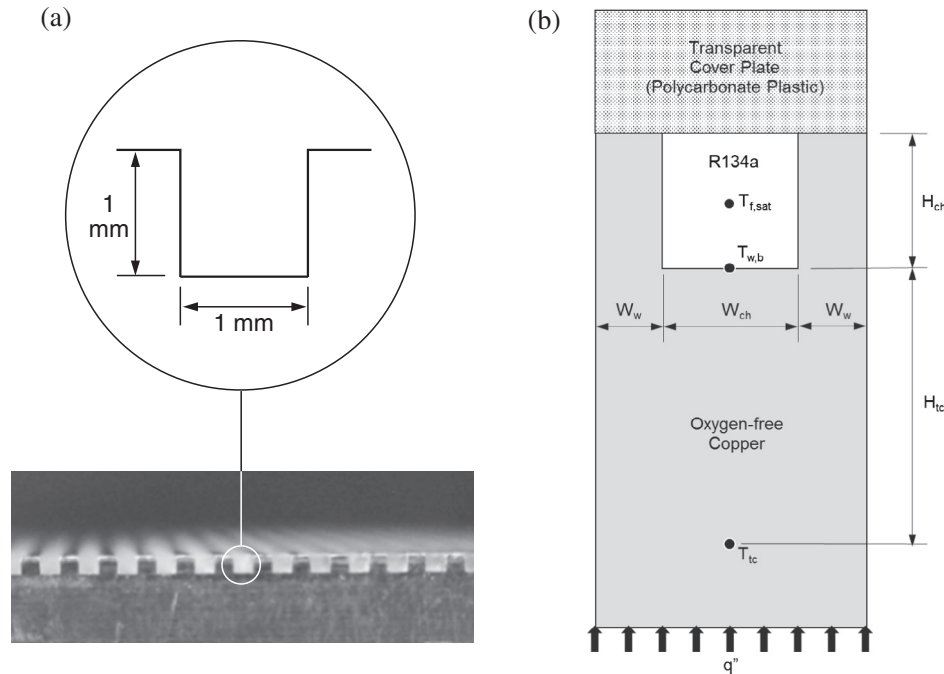 (a)
1
mm
1 mm
(b)
Transparent
Cover Plate
(Polycarbonate Plastic)
R134a
T_f,sat
H_ch
T_w,b
W_w
W_ch
W_w
H_tc
Oxygen-free
Copper
T_tc
q"